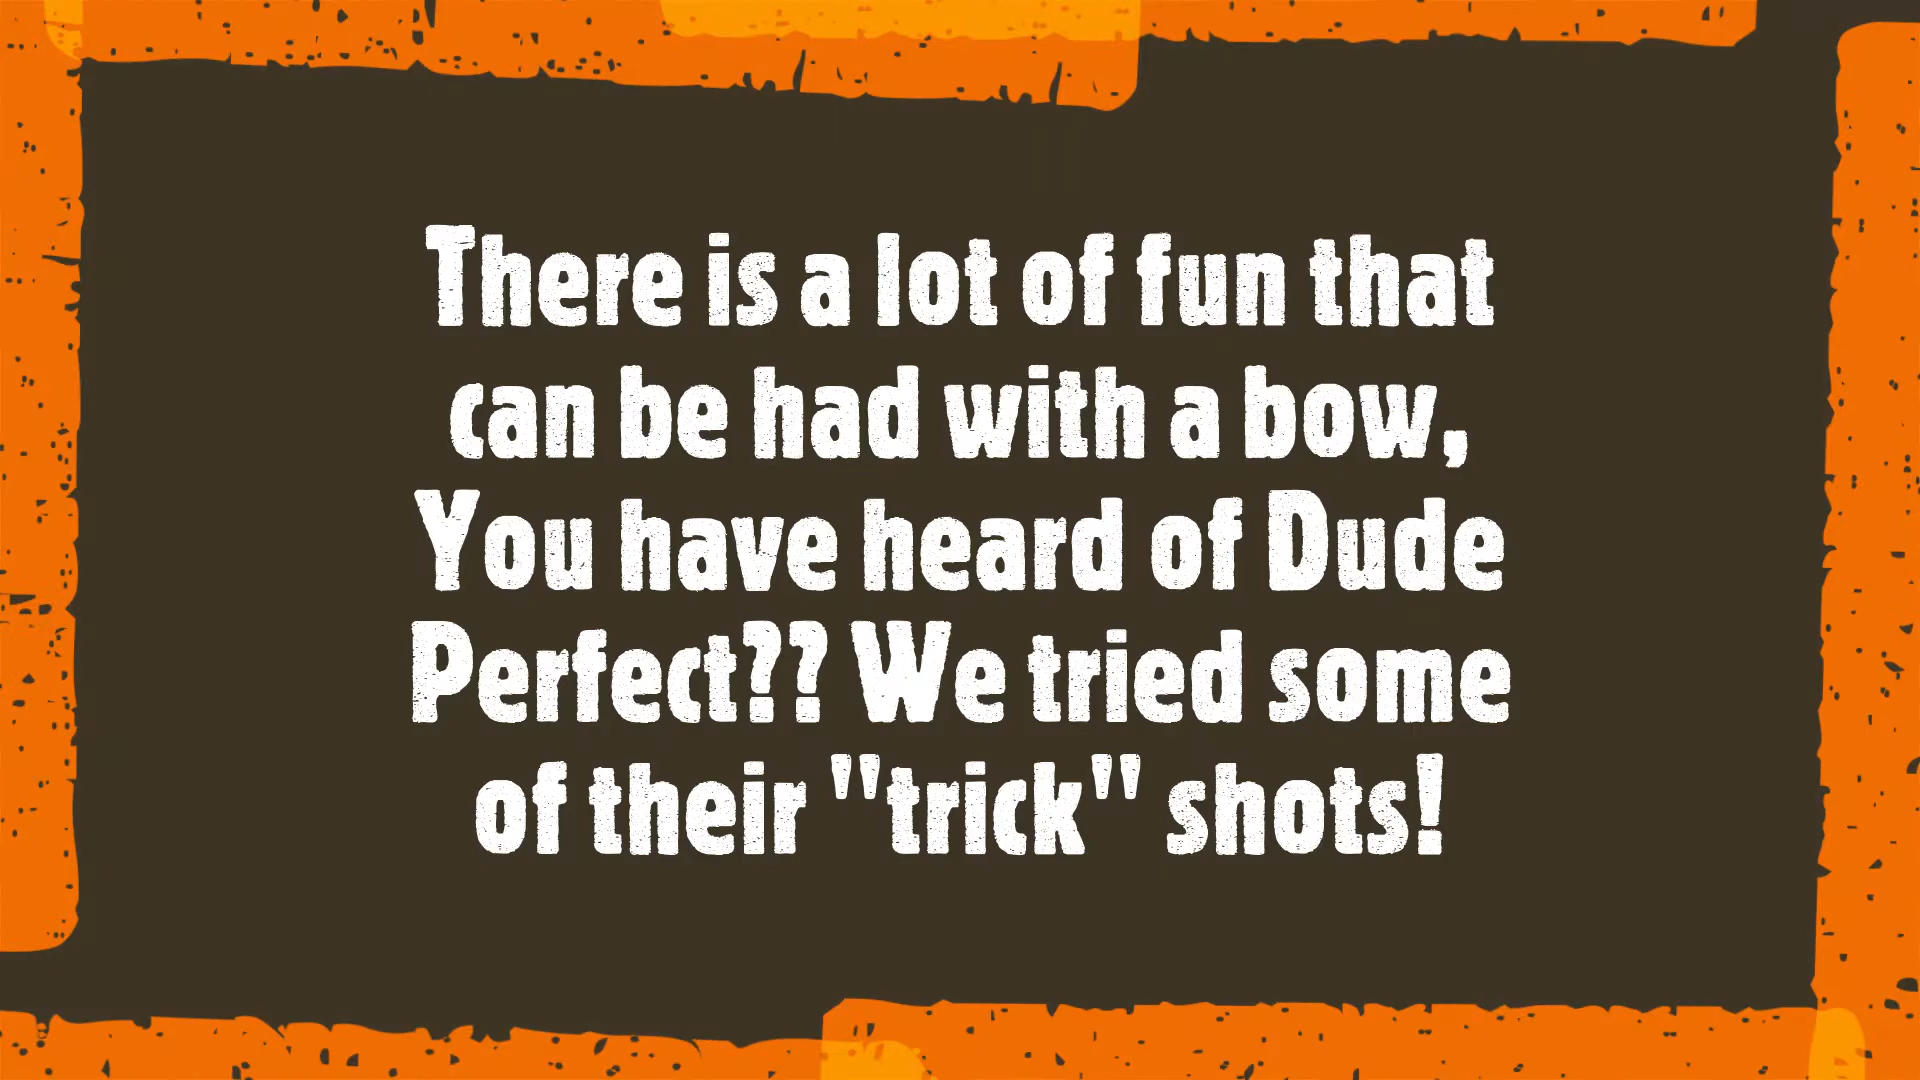 There is a lot of fun that
can be had with a bow,
You have heard of Dude
Perfect?? We tried some
of their "trick" shots!